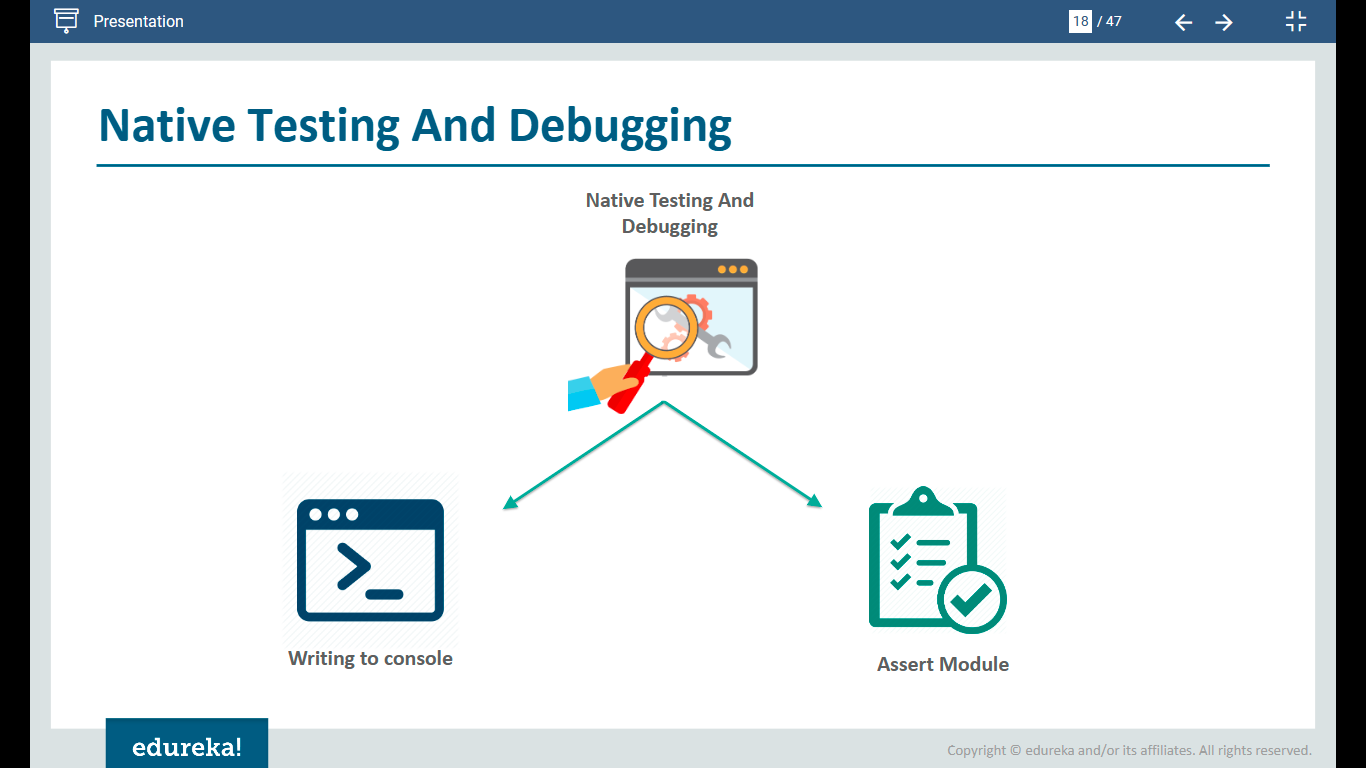 Presentation
18 / 47
Native Testing And Debugging
Native Testing And
Debugging
Writing to console
Assert Module
edureka!
Copyright © edureka and/or its affiliates. All rights reserved.